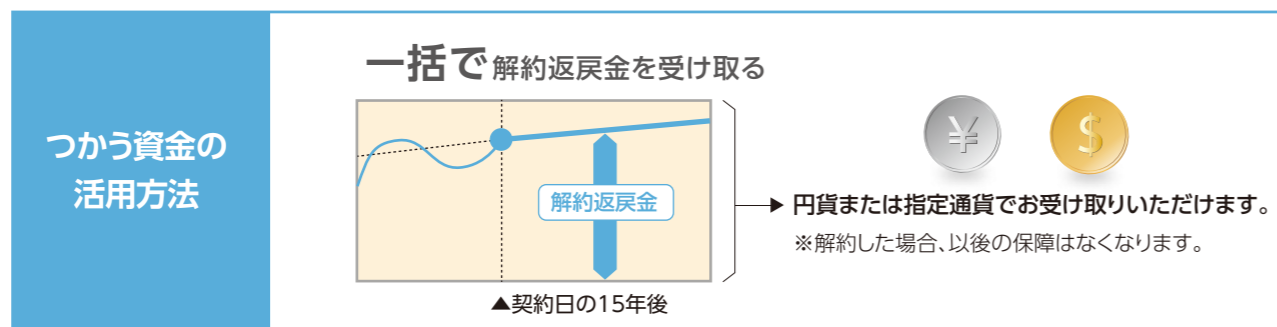 つかう資金の
活用方法
一括で解約返戻金を受け取る
解約返戻金
▲契約日の15年後
¥
$
円貨または指定通貨でお受け取りいただけます。
※解約した場合、以後の保障はなくなります。